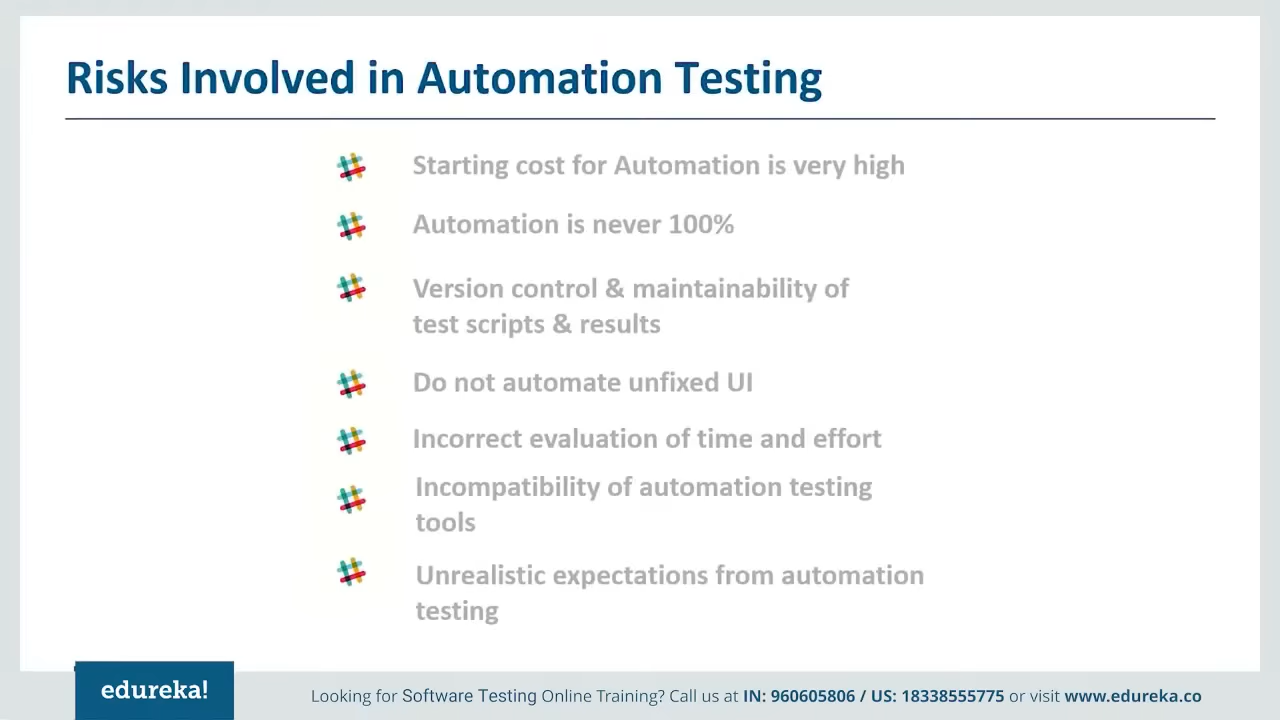 Risks Involved in Automation Testing
Starting cost for Automation is very high
Automation is never 100%
Version control & maintainability of
test scripts & results
Do not automate unfixed UI
Incorrect evaluation of time and effort
Incompatibility of automation testing
tools
Unrealistic expectations from automation
testing
edureka!
Looking for Software Testing Online Training? Call us at IN: 960605806 / US: 18338555775 or visit www.edureka.co